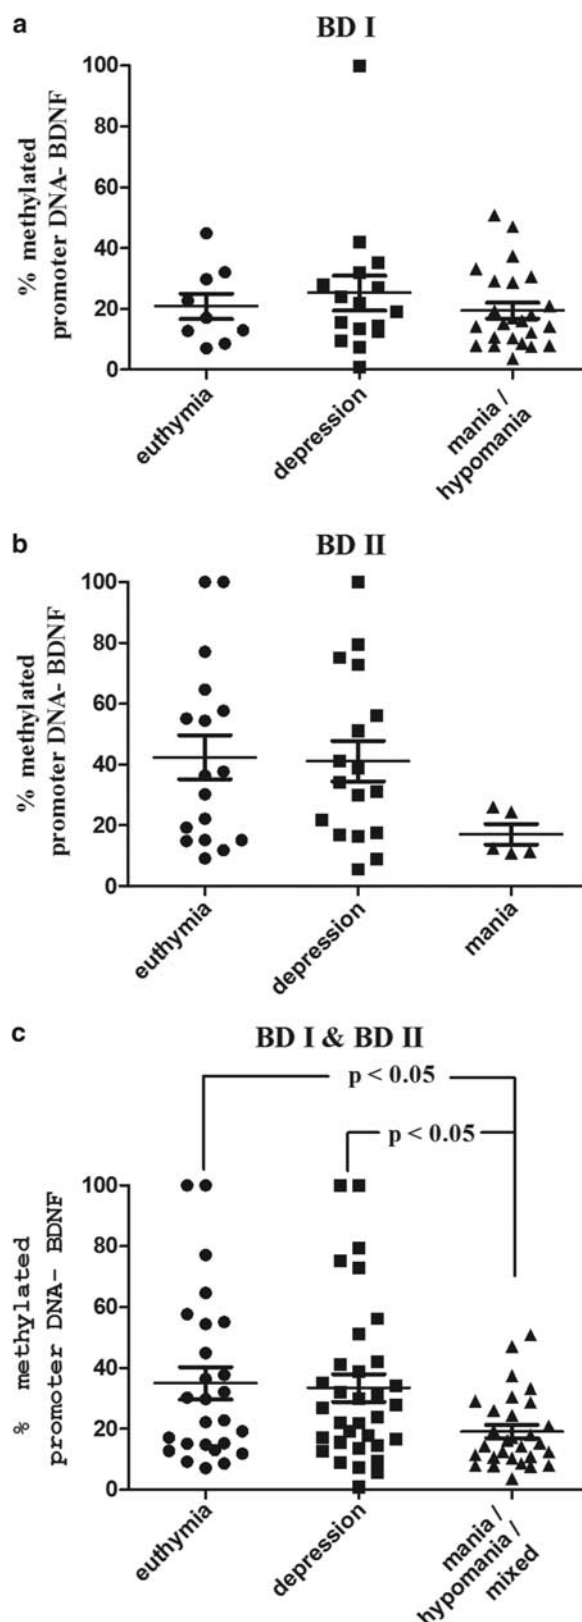 a
BD I
% methylated
promoter DNA- BDNF
100
80
60
40
20
0
euthymia
depression
mania /
hypomania
b
BD II
% methylated
promoter DNA- BDNF
100
80
60
40
20
0
euthymia
depression
mania
c
BD I & BD II
p < 0.05
p < 0.05
% methylated
promoter DNA- BDNF
100
80
60
40
20
0
euthymia
depression
mania /
hypomania /
mixed